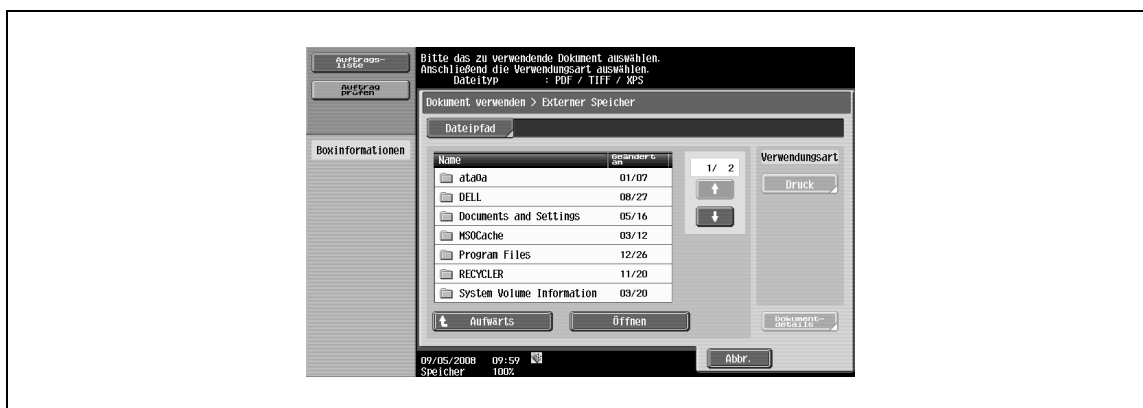 Auftrags-
liste
Auftrag
prüfen
Boxinformationen
Bitte das zu verwendende Dokument auswählen.
Anschließend die Verwendungsart auswählen.
Dateityp : PDF / TIFF / XPS
Dokument verwenden > Externer Speicher
Dateipfad
Name Geändert
an
ata0a 01/07
DELL 08/27
Documents and Settings 05/16
MSOCache 03/12
Program Files 12/26
RECYCLER 11/20
System Volume Information 03/20
1/ 2
Verwendungsart
Druck
Aufwärts Öffnen
Dokument-
details
09/05/2008 09:59
Speicher 100%
Abbr.